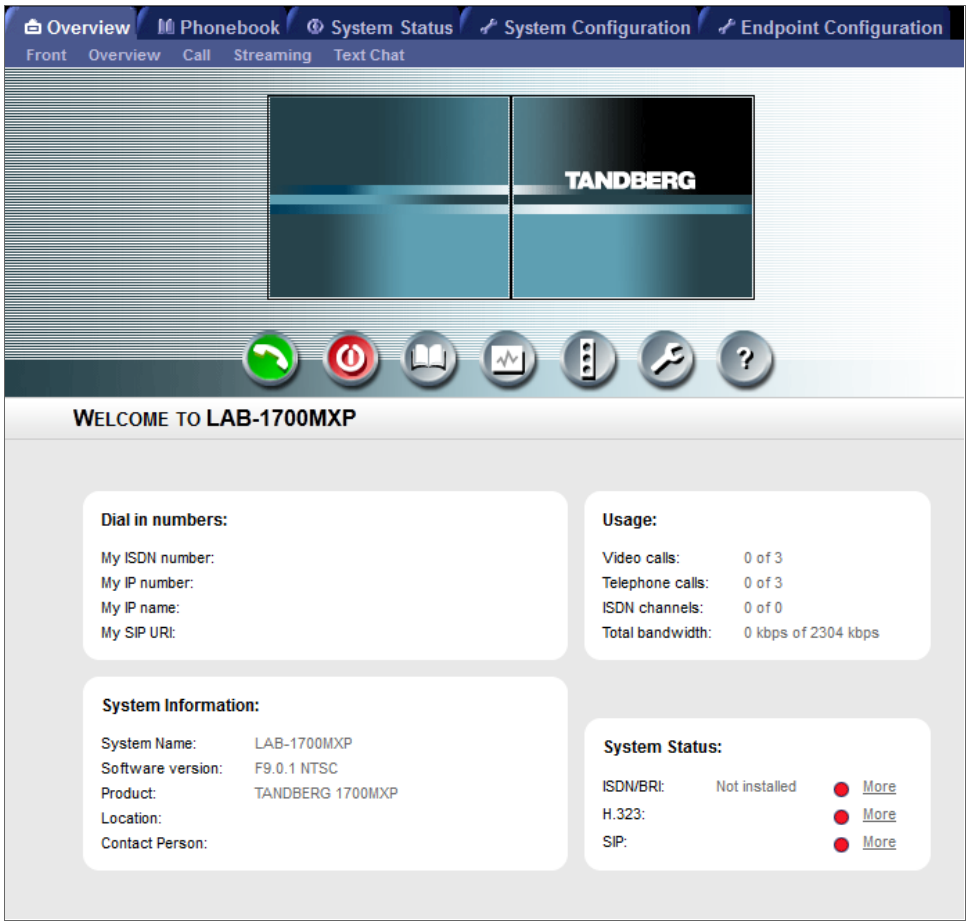 Overview Phonebook System Status System Configuration Endpoint Configuration
Front Overview Call Streaming Text Chat
TANDBERG
?
WELCOME TO LAB-1700MXP
Dial in numbers:
My ISDN number:
My IP number:
My IP name:
My SIP URI:
Usage:
Video calls: 0 of 3
Telephone calls: 0 of 3
ISDN channels: 0 of 0
Total bandwidth: 0 kbps of 2304 kbps
System Information:
System Name: LAB-1700MXP
Software version: F9.0.1 NTSC
Product: TANDBERG 1700MXP
Location:
Contact Person:
System Status:
ISDN/BRI: Not installed More
H.323: More
SIP: More